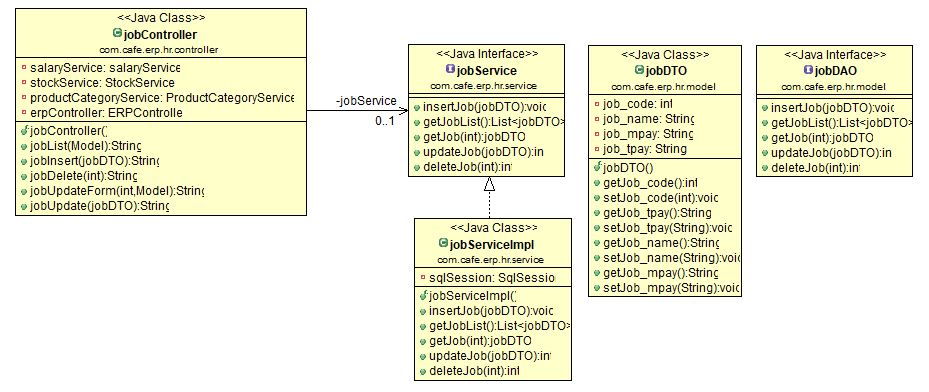 <<Java Class>>
jobController
com.cafe.erp.hr.controller
salaryService: salaryService
stockService: StockService
productCategoryService: ProductCategoryService
erpController: ERPControlle
jobController()
jobList(Model):String
jobInsert(jobDTO):String
jobDelete(int):String
jobUpdateForm(int,Model):String
jobUpdate(jobDTO):String
-jobService
0..1
<<Java Interface>>
jobService
com.cafe.erp.hr.service
insertJob(jobDTO):void
getJobList():List<jobDTO>
getJob(int):jobDTO
updateJob(jobDTO):int
deleteJob(int):int
<<Java Class>>
jobServiceImpl
com.cafe.erp.hr.service
sqlSession: SqlSession
jobServiceImpl()
insertJob(jobDTO):void
getJobList():List<jobDTO>
getJob(int):jobDTO
updateJob(jobDTO):int
deleteJob(int):int
<<Java Class>>
jobDTO
com.cafe.erp.hr.model
job_code: int
job_name: String
job_mpay: String
job_tpay: String
jobDTO()
getJob_code():int
setJob_code(int):void
getJob_tpay():String
setJob_tpay(String):void
getJob_name():String
setJob_name(String):void
getJob_mpay():String
setJob_mpay(String):void
<<Java Interface>>
jobDAO
com.cafe.erp.hr.model
insertJob(jobDTO):void
getJobList():List<jobDTO>
getJob(int):jobDTO
updateJob(jobDTO):int
deleteJob(int):int